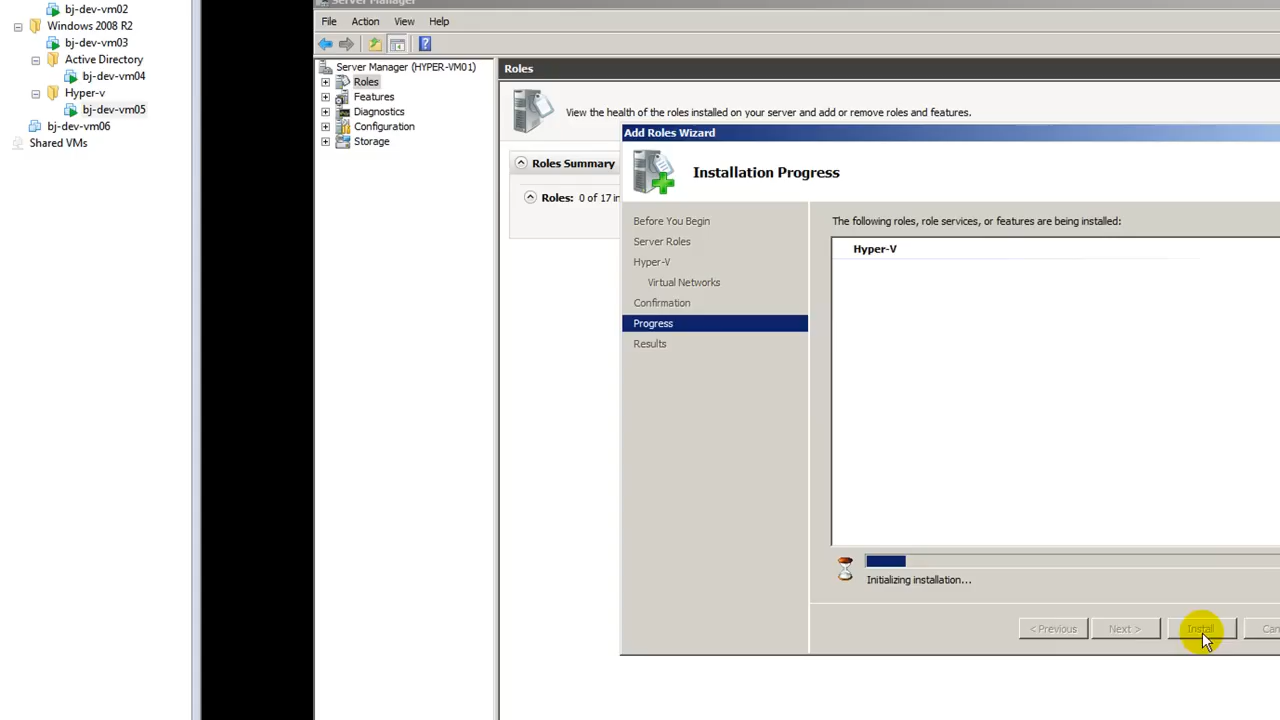 bj-dev-vm02
Windows 2008 R2
bj-dev-vm03
Active Directory
bj-dev-vm04
Hyper-v
bj-dev-vm05
bj-dev-vm06
Shared VMs
Server Manager
File Action View Help
Server Manager (HYPER-VM01)
Roles
Features
Diagnostics
Configuration
Storage
Roles
View the health of the roles installed on your server and add or remove roles and features.
Roles Summary
Roles: 0 of 17 in
Add Roles Wizard
Installation Progress
Before You Begin
Server Roles
Hyper-V
Virtual Networks
Confirmation
Progress
Results
The following roles, role services, or features are being installed:
Hyper-V
Initializing installation...
< Previous Next > Install Can